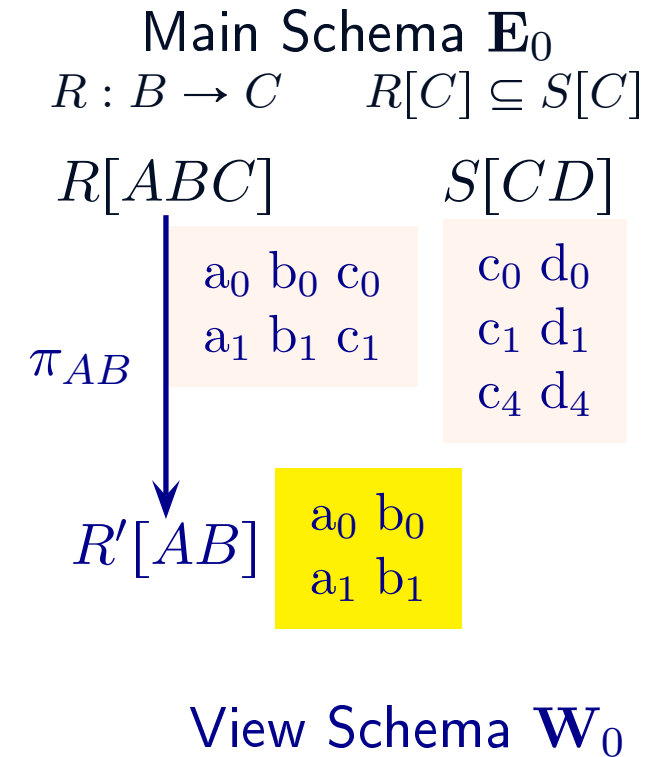 Main Schema E₀
R : B → C R[C] ⊆ S[C]
R[ABC] S[CD]
a₀ b₀ c₀
a₁ b₁ c₁
c₀ d₀
c₁ d₁
c₄ d₄
π_AB
R′[AB]
a₀ b₀
a₁ b₁
View Schema W₀